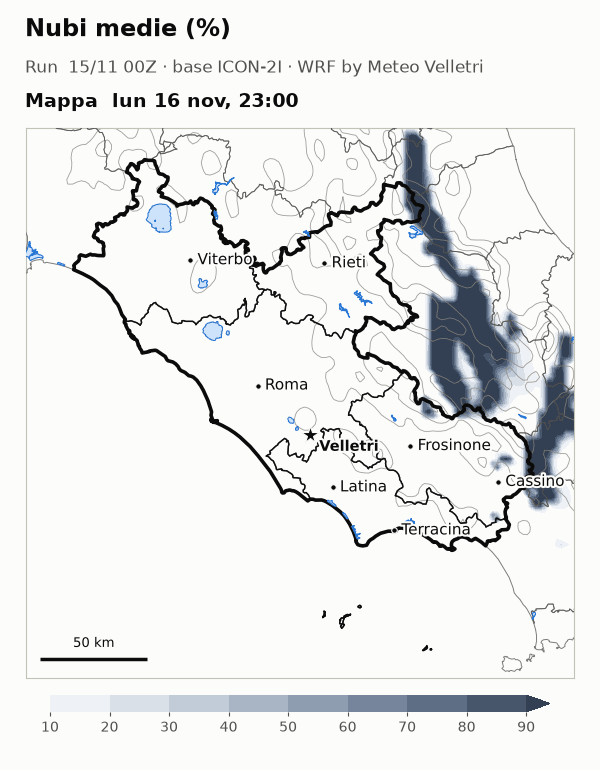 Nubi medie (%)
Run 15/11 00Z · base ICON-2I · WRF by Meteo Velletri
Mappa lun 16 nov, 23:00
Viterbo
Rieti
Roma
Velletri
Frosinone
Cassino
Latina
Terracina
50 km
10 20 30 40 50 60 70 80 90